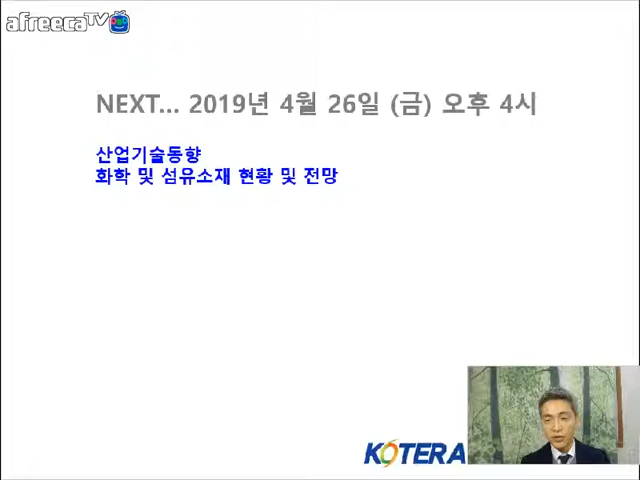 afreecaTV
NEXT... 2019년 4월 26일 (금) 오후 4시
산업기술동향
화학 및 섬유소재 현황 및 전망
KOTERA